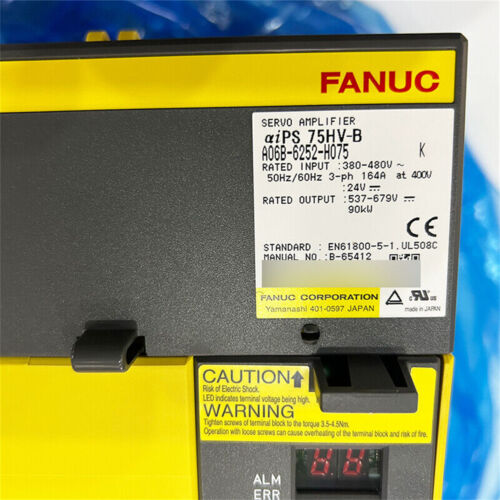 FANUC
SERVO AMPLIFIER
αiPS 75HV-B
A06B-6252-H075 K
RATED INPUT : 380-480V ~
50Hz/60Hz 3-ph 164A at 400V
:24V ⎓
RATED OUTPUT : 537-679V ⎓
90kW
CE
STANDARD : EN61800-5-1,UL508C
MANUAL NO.:B-65412
FANUC CORPORATION
Yamanashi 401-0597 JAPAN
c UL us
made in JAPAN
CAUTION
Risk of Electric Shock.
LED indicates terminal voltage being high.
WARNING
Tighten screws of terminal block to the torque 3.5-4.5Nm.
Operation with loose screws can cause overheating of the terminal block and risk of fire.
ALM
ERR